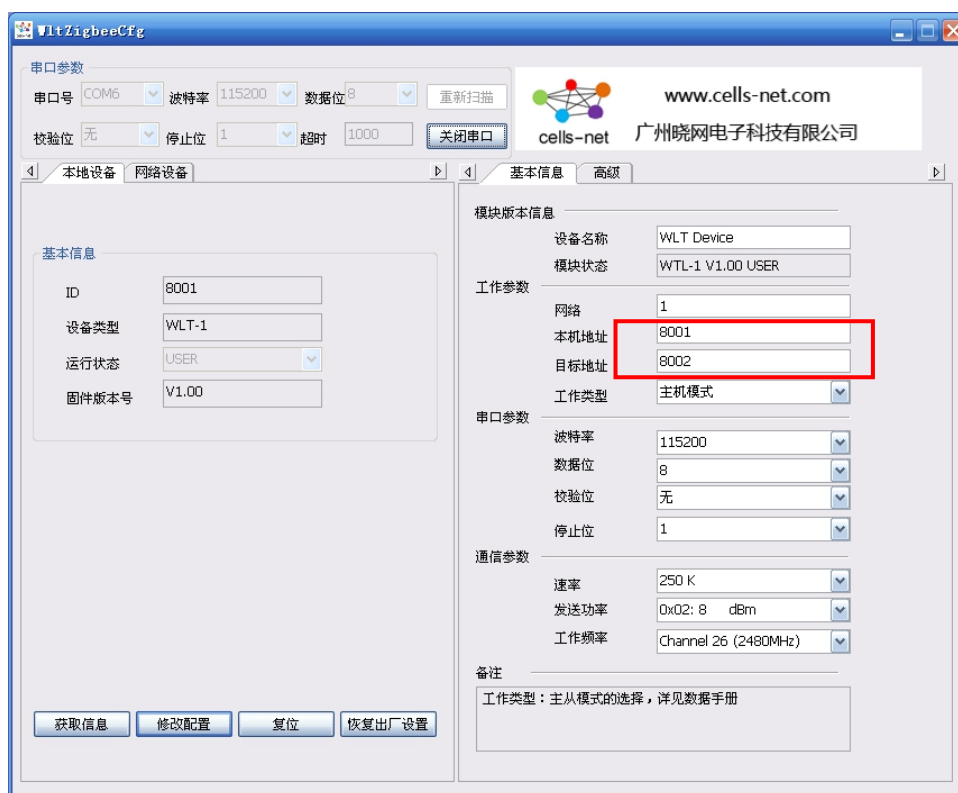 WltZigbeeCfg
串口参数
串口号 COM6 波特率 115200 数据位 8 重新扫描
校验位 无 停止位 1 超时 1000 关闭串口
cells-net
www.cells-net.com
广州晓网电子科技有限公司
本地设备 网络设备
基本信息
ID 8001
设备类型 WLT-1
运行状态 USER
固件版本号 V1.00
获取信息 修改配置 复位 恢复出厂设置
基本信息 高级
模块版本信息
设备名称 WLT Device
模块状态 WTL-1 V1.00 USER
工作参数
网络 1
本机地址 8001
目标地址 8002
工作类型 主机模式
串口参数
波特率 115200
数据位 8
校验位 无
停止位 1
通信参数
速率 250 K
发送功率 0x02: 8 dBm
工作频率 Channel 26 (2480MHz)
备注
工作类型：主从模式的选择，详见数据手册